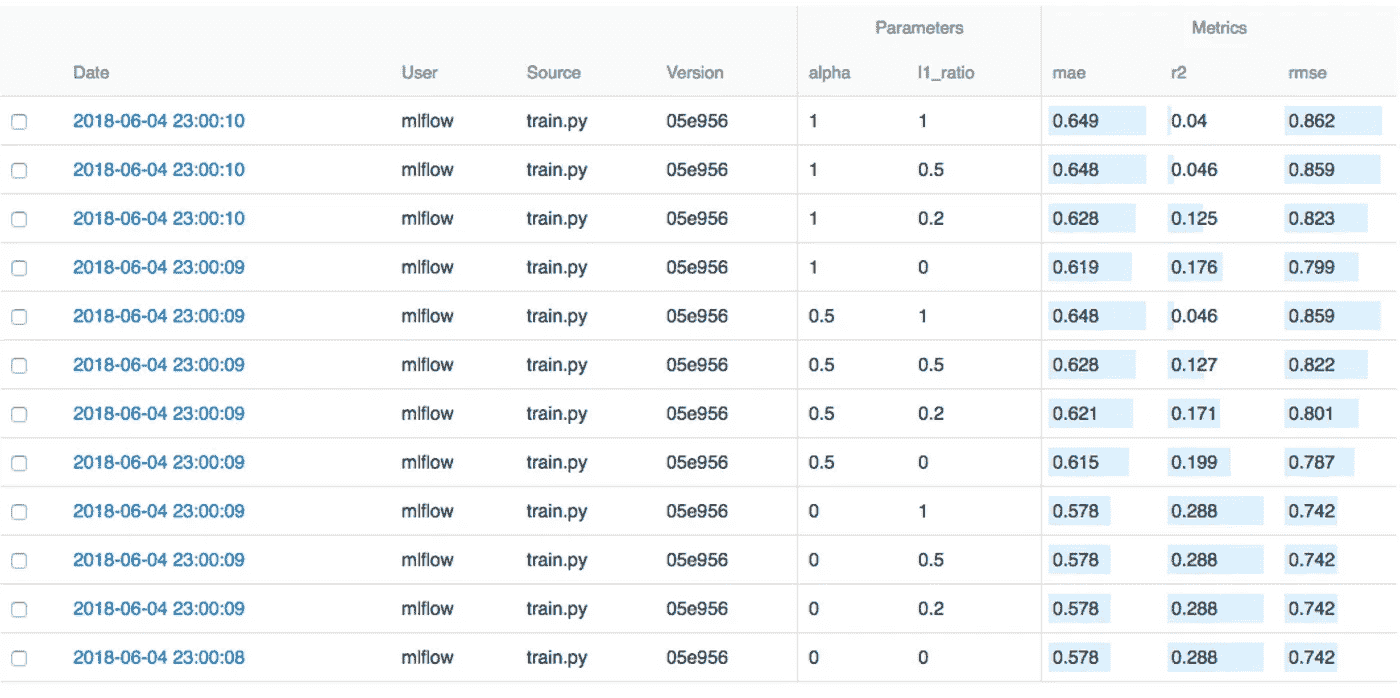 Parameters Metrics
Date User Source Version alpha l1_ratio mae r2 rmse
2018-06-04 23:00:10 mlflow train.py 05e956 1 1 0.649 0.04 0.862
2018-06-04 23:00:10 mlflow train.py 05e956 1 0.5 0.648 0.046 0.859
2018-06-04 23:00:10 mlflow train.py 05e956 1 0.2 0.628 0.125 0.823
2018-06-04 23:00:09 mlflow train.py 05e956 1 0 0.619 0.176 0.799
2018-06-04 23:00:09 mlflow train.py 05e956 0.5 1 0.648 0.046 0.859
2018-06-04 23:00:09 mlflow train.py 05e956 0.5 0.5 0.628 0.127 0.822
2018-06-04 23:00:09 mlflow train.py 05e956 0.5 0.2 0.621 0.171 0.801
2018-06-04 23:00:09 mlflow train.py 05e956 0.5 0 0.615 0.199 0.787
2018-06-04 23:00:09 mlflow train.py 05e956 0 1 0.578 0.288 0.742
2018-06-04 23:00:09 mlflow train.py 05e956 0 0.5 0.578 0.288 0.742
2018-06-04 23:00:09 mlflow train.py 05e956 0 0.2 0.578 0.288 0.742
2018-06-04 23:00:08 mlflow train.py 05e956 0 0 0.578 0.288 0.742